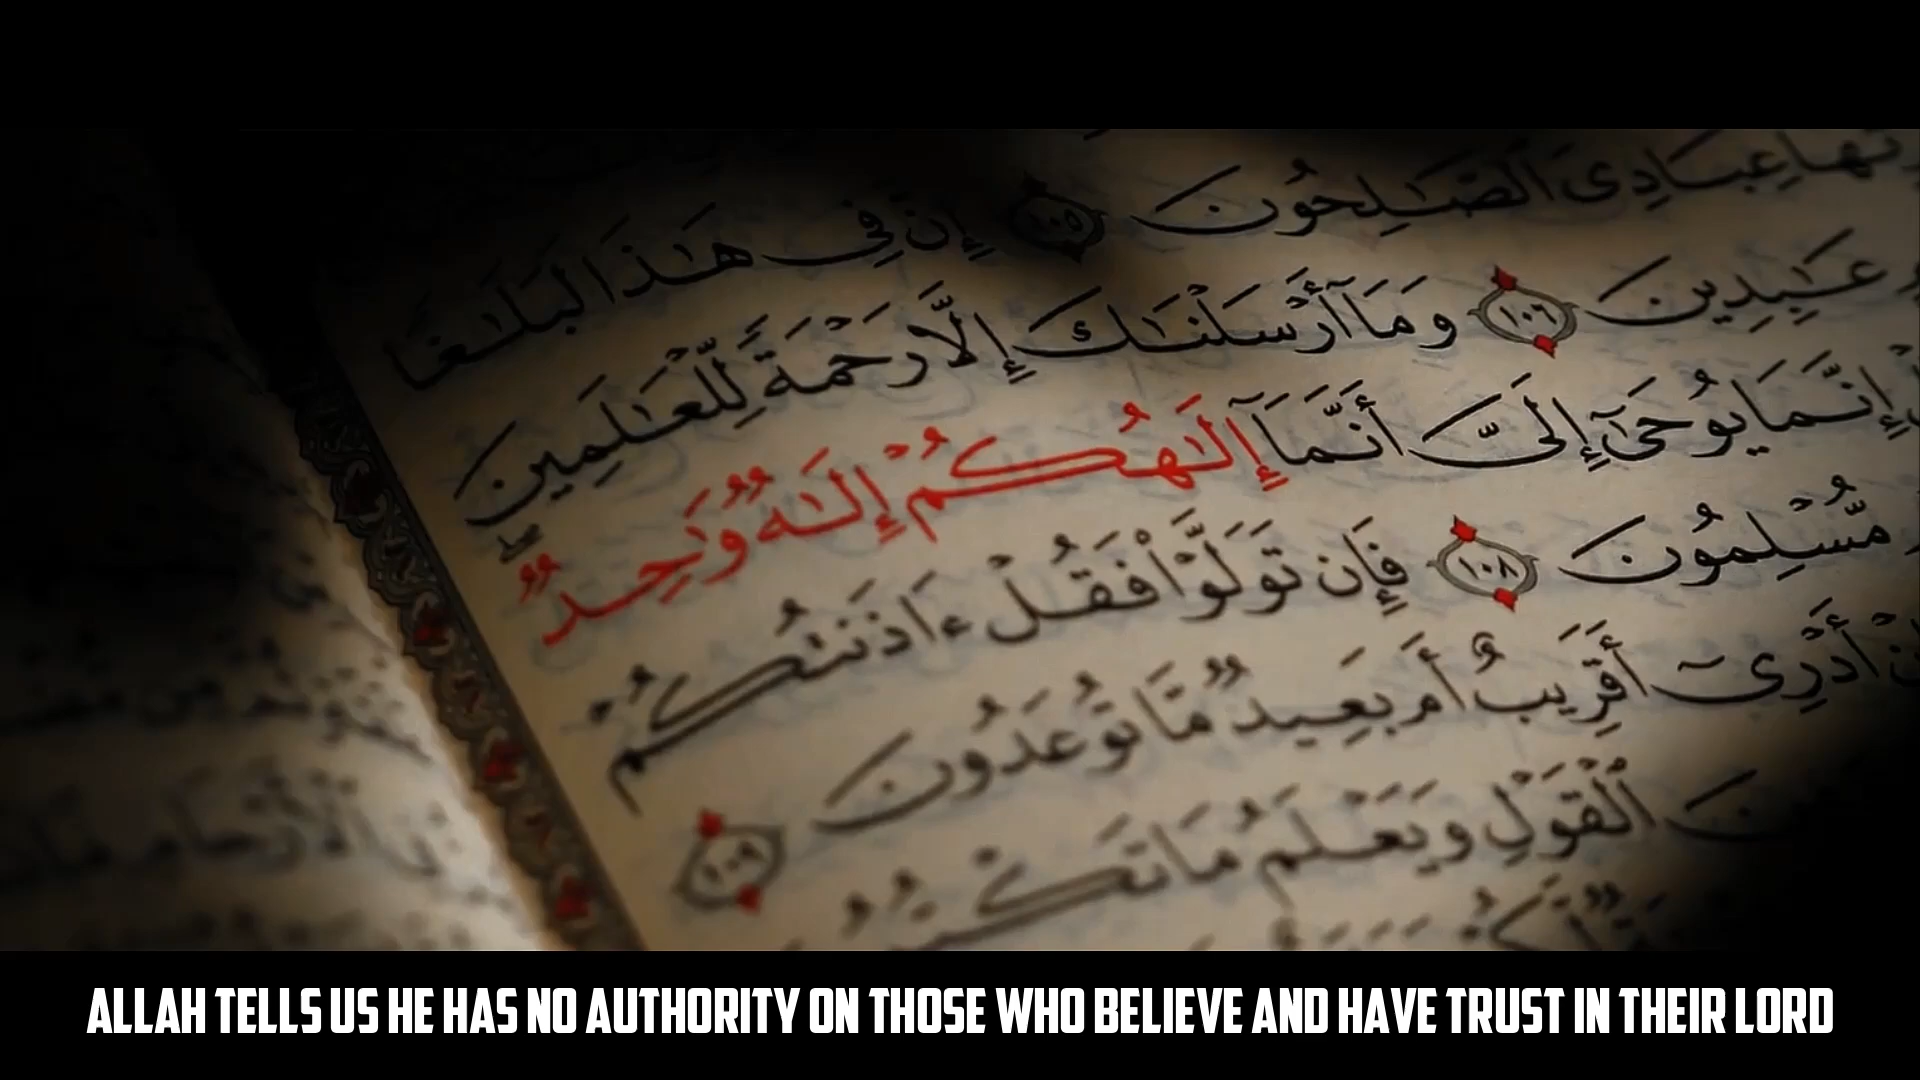 عِبَادِىَ ٱلصَّـٰلِحُونَ ١٠٥ إِنَّ فِى هَـٰذَا لَبَلَـٰغًا
عَـٰبِدِينَ ١٠٦ وَمَآ أَرْسَلْنَـٰكَ إِلَّا رَحْمَةً لِّلْعَـٰلَمِينَ
إِنَّمَا يُوحَىٰٓ إِلَىَّ أَنَّمَآ إِلَـٰهُكُمْ إِلَـٰهٌ وَٰحِدٌ
مُّسْلِمُونَ ١٠٨ فَإِن تَوَلَّوْا۟ فَقُلْ ءَاذَنتُكُمْ
أَدْرِىٓ أَقَرِيبٌ أَم بَعِيدٌ مَّا تُوعَدُونَ ١٠٩
ٱلْقَوْلِ وَيَعْلَمُ مَا
ALLAH TELLS US HE HAS NO AUTHORITY ON THOSE WHO BELIEVE AND HAVE TRUST IN THEIR LORD